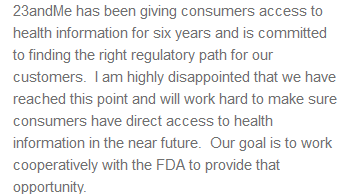 23andMe has been giving consumers access to
health information for six years and is committed
to finding the right regulatory path for our
customers.  I am highly disappointed that we have
reached this point and will work hard to make sure
consumers have direct access to health
information in the near future.  Our goal is to work
cooperatively with the FDA to provide that
opportunity.